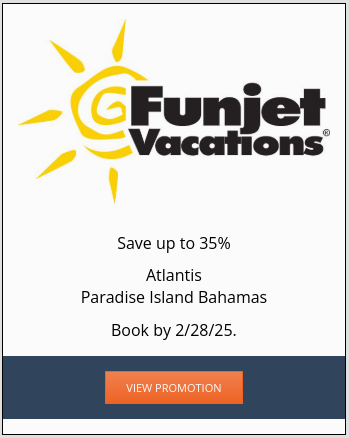 Funjet
Vacations®
Save up to 35%
Atlantis
Paradise Island Bahamas
Book by 2/28/25.
VIEW PROMOTION